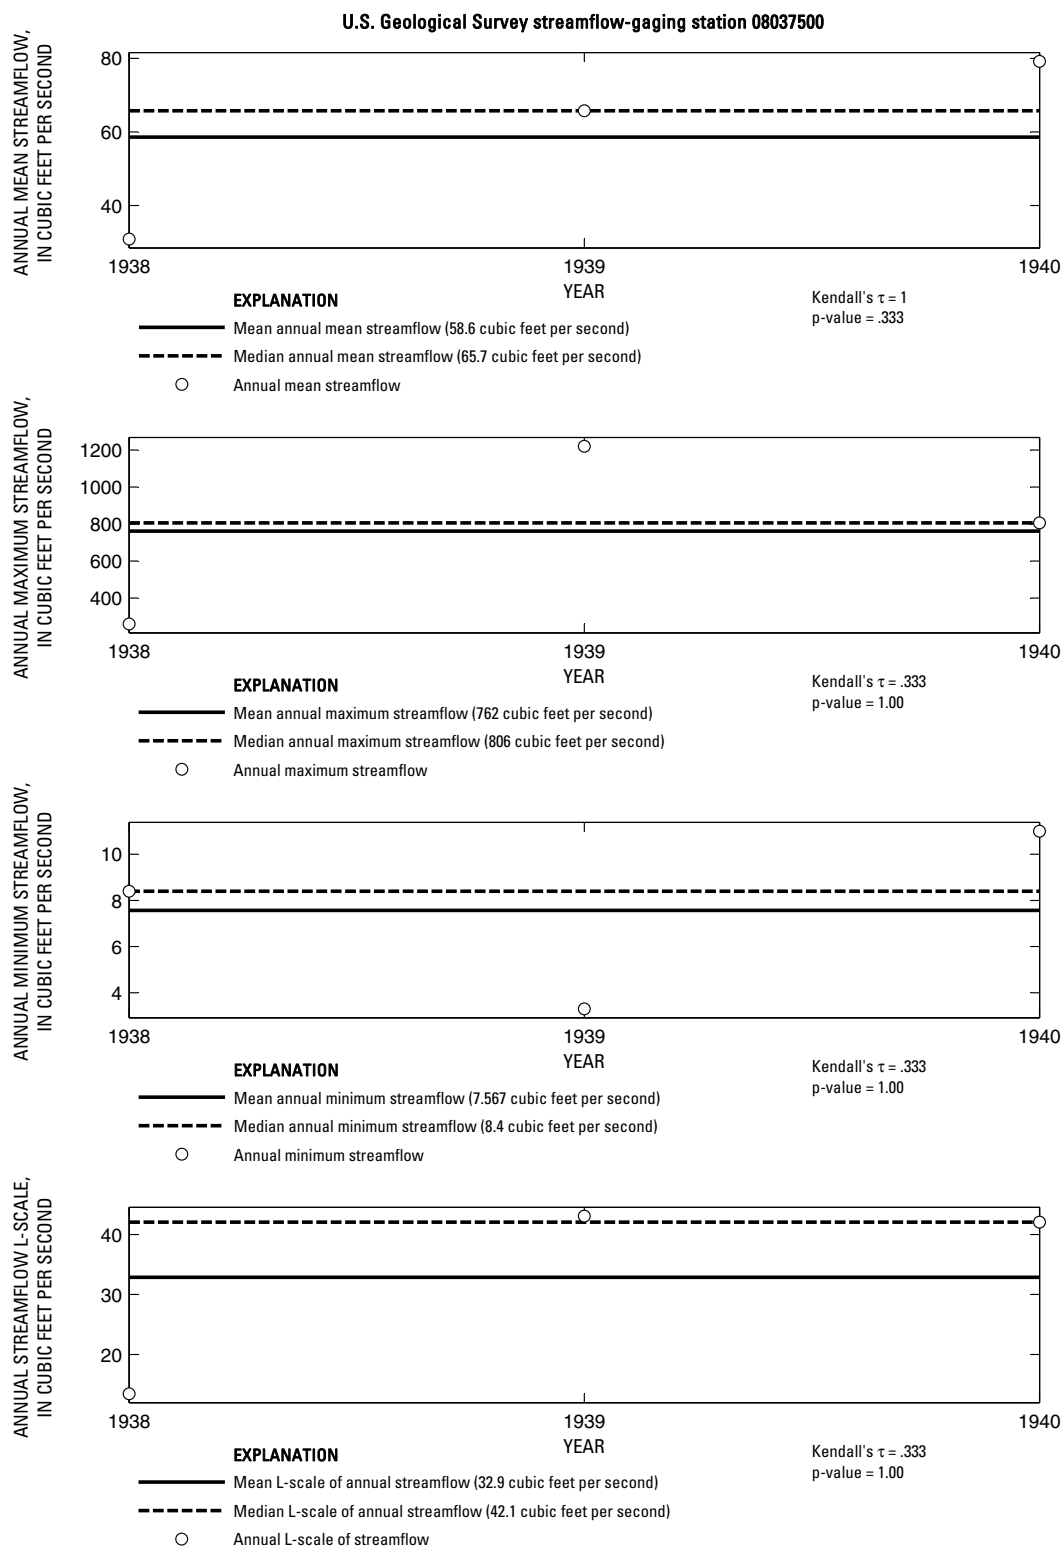 U.S. Geological Survey streamflow-gaging station 08037500
ANNUAL MEAN STREAMFLOW,
IN CUBIC FEET PER SECOND
80
60
40
1938
1939
1940
YEAR
EXPLANATION
Mean annual mean streamflow (58.6 cubic feet per second)
Median annual mean streamflow (65.7 cubic feet per second)
Annual mean streamflow
Kendall's τ = 1
p-value = .333
ANNUAL MAXIMUM STREAMFLOW,
IN CUBIC FEET PER SECOND
1200
1000
800
600
400
1938
1939
1940
YEAR
EXPLANATION
Mean annual maximum streamflow (762 cubic feet per second)
Median annual maximum streamflow (806 cubic feet per second)
Annual maximum streamflow
Kendall's τ = .333
p-value = 1.00
ANNUAL MINIMUM STREAMFLOW,
IN CUBIC FEET PER SECOND
10
8
6
4
1938
1939
1940
YEAR
EXPLANATION
Mean annual minimum streamflow (7.567 cubic feet per second)
Median annual minimum streamflow (8.4 cubic feet per second)
Annual minimum streamflow
Kendall's τ = .333
p-value = 1.00
ANNUAL STREAMFLOW L-SCALE,
IN CUBIC FEET PER SECOND
40
30
20
1938
1939
1940
YEAR
EXPLANATION
Mean L-scale of annual streamflow (32.9 cubic feet per second)
Median L-scale of annual streamflow (42.1 cubic feet per second)
Annual L-scale of streamflow
Kendall's τ = .333
p-value = 1.00